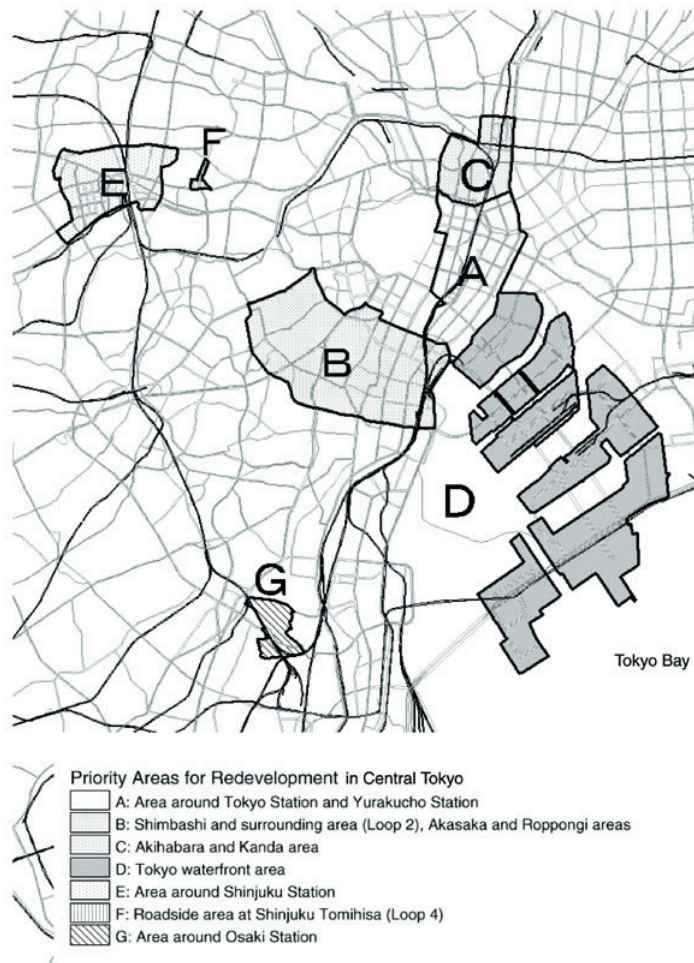 F
E
C
A
B
D
G
Tokyo Bay
Priority Areas for Redevelopment in Central Tokyo
A: Area around Tokyo Station and Yurakucho Station
B: Shimbashi and surrounding area (Loop 2), Akasaka and Roppongi areas
C: Akihabara and Kanda area
D: Tokyo waterfront area
E: Area around Shinjuku Station
F: Roadside area at Shinjuku Tomihisa (Loop 4)
G: Area around Osaki Station